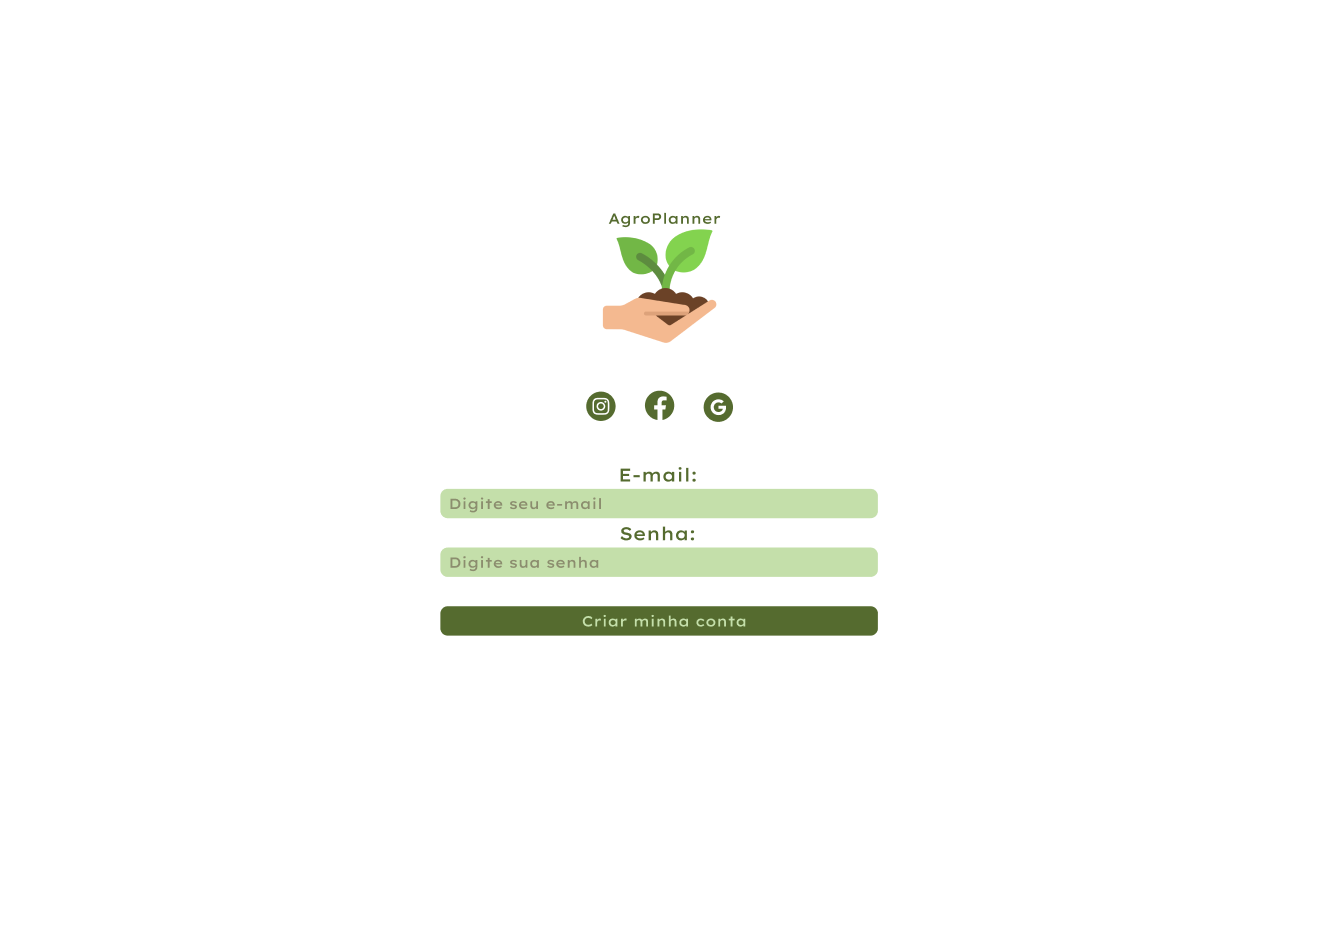 AgroPlanner
E-mail:
Digite seu e-mail
Senha:
Digite sua senha
Criar minha conta